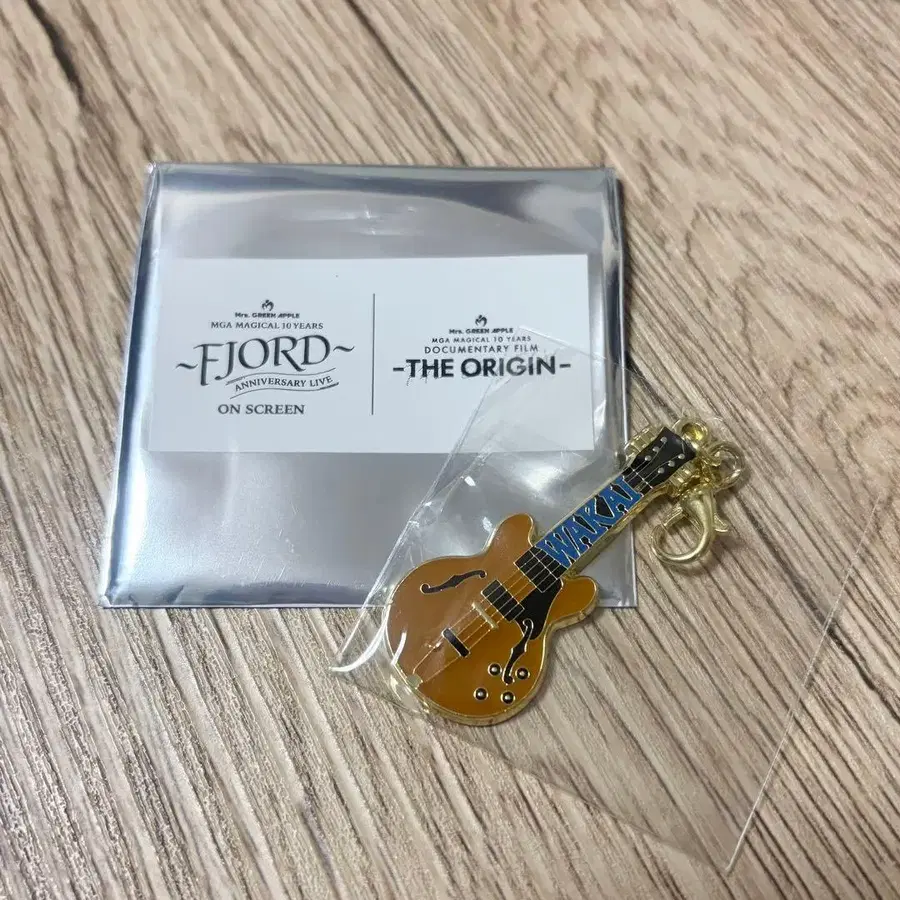 Mrs. GREEN APPLE
MGA MAGICAL 10 YEARS
~FJORD~
ANNIVERSARY LIVE
ON SCREEN
Mrs. GREEN APPLE
MGA MAGICAL 10 YEARS
DOCUMENTARY FILM
-THE ORIGIN-
WAKAI